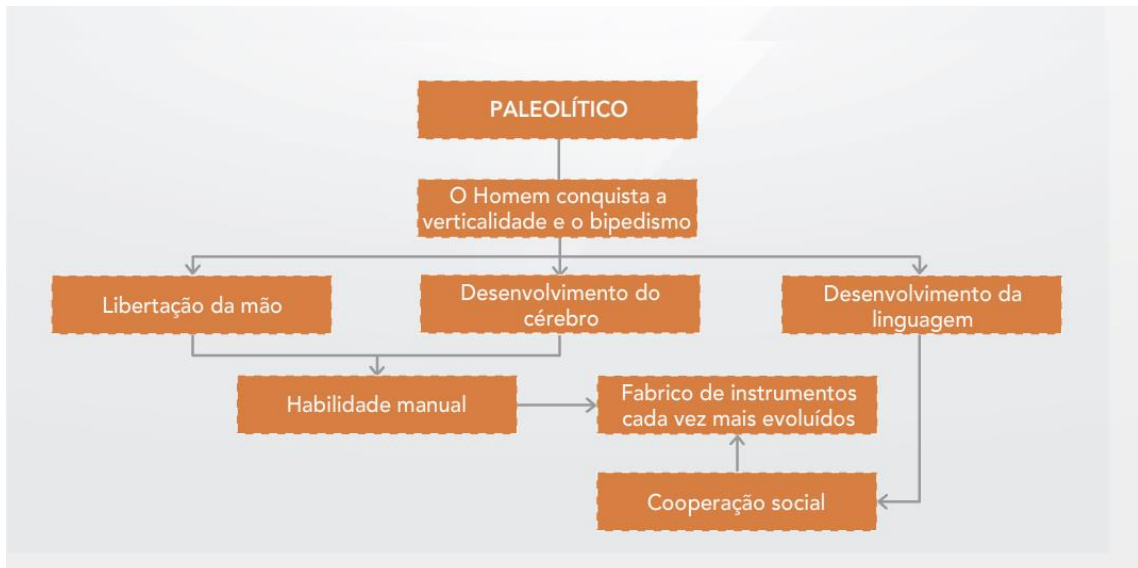 PALEOLÍTICO
O Homem conquista a
verticalidade e o bipedismo
Libertação da mão
Desenvolvimento do
cérebro
Desenvolvimento da
linguagem
Habilidade manual
Fabrico de instrumentos
cada vez mais evoluídos
Cooperação social